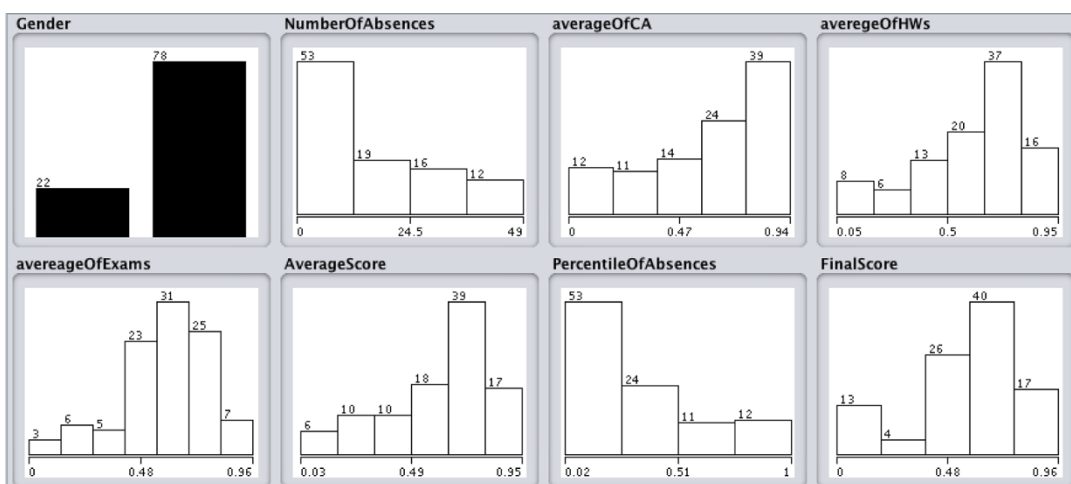 Gender
78
22
NumberOfAbsences
53
19
16
12
0 24.5 49
averageOfCA
39
24
12 11 14
0 0.47 0.94
averegeOfHWs
37
20
16
13
8 6
0.05 0.5 0.95
avereageOfExams
31
25
23
6 5
3 7
0 0.48 0.96
AverageScore
39
18 17
10 10
6
0.03 0.49 0.95
PercentileOfAbsences
53
24
11 12
0.02 0.51 1
FinalScore
40
26
17
13
4
0 0.48 0.96